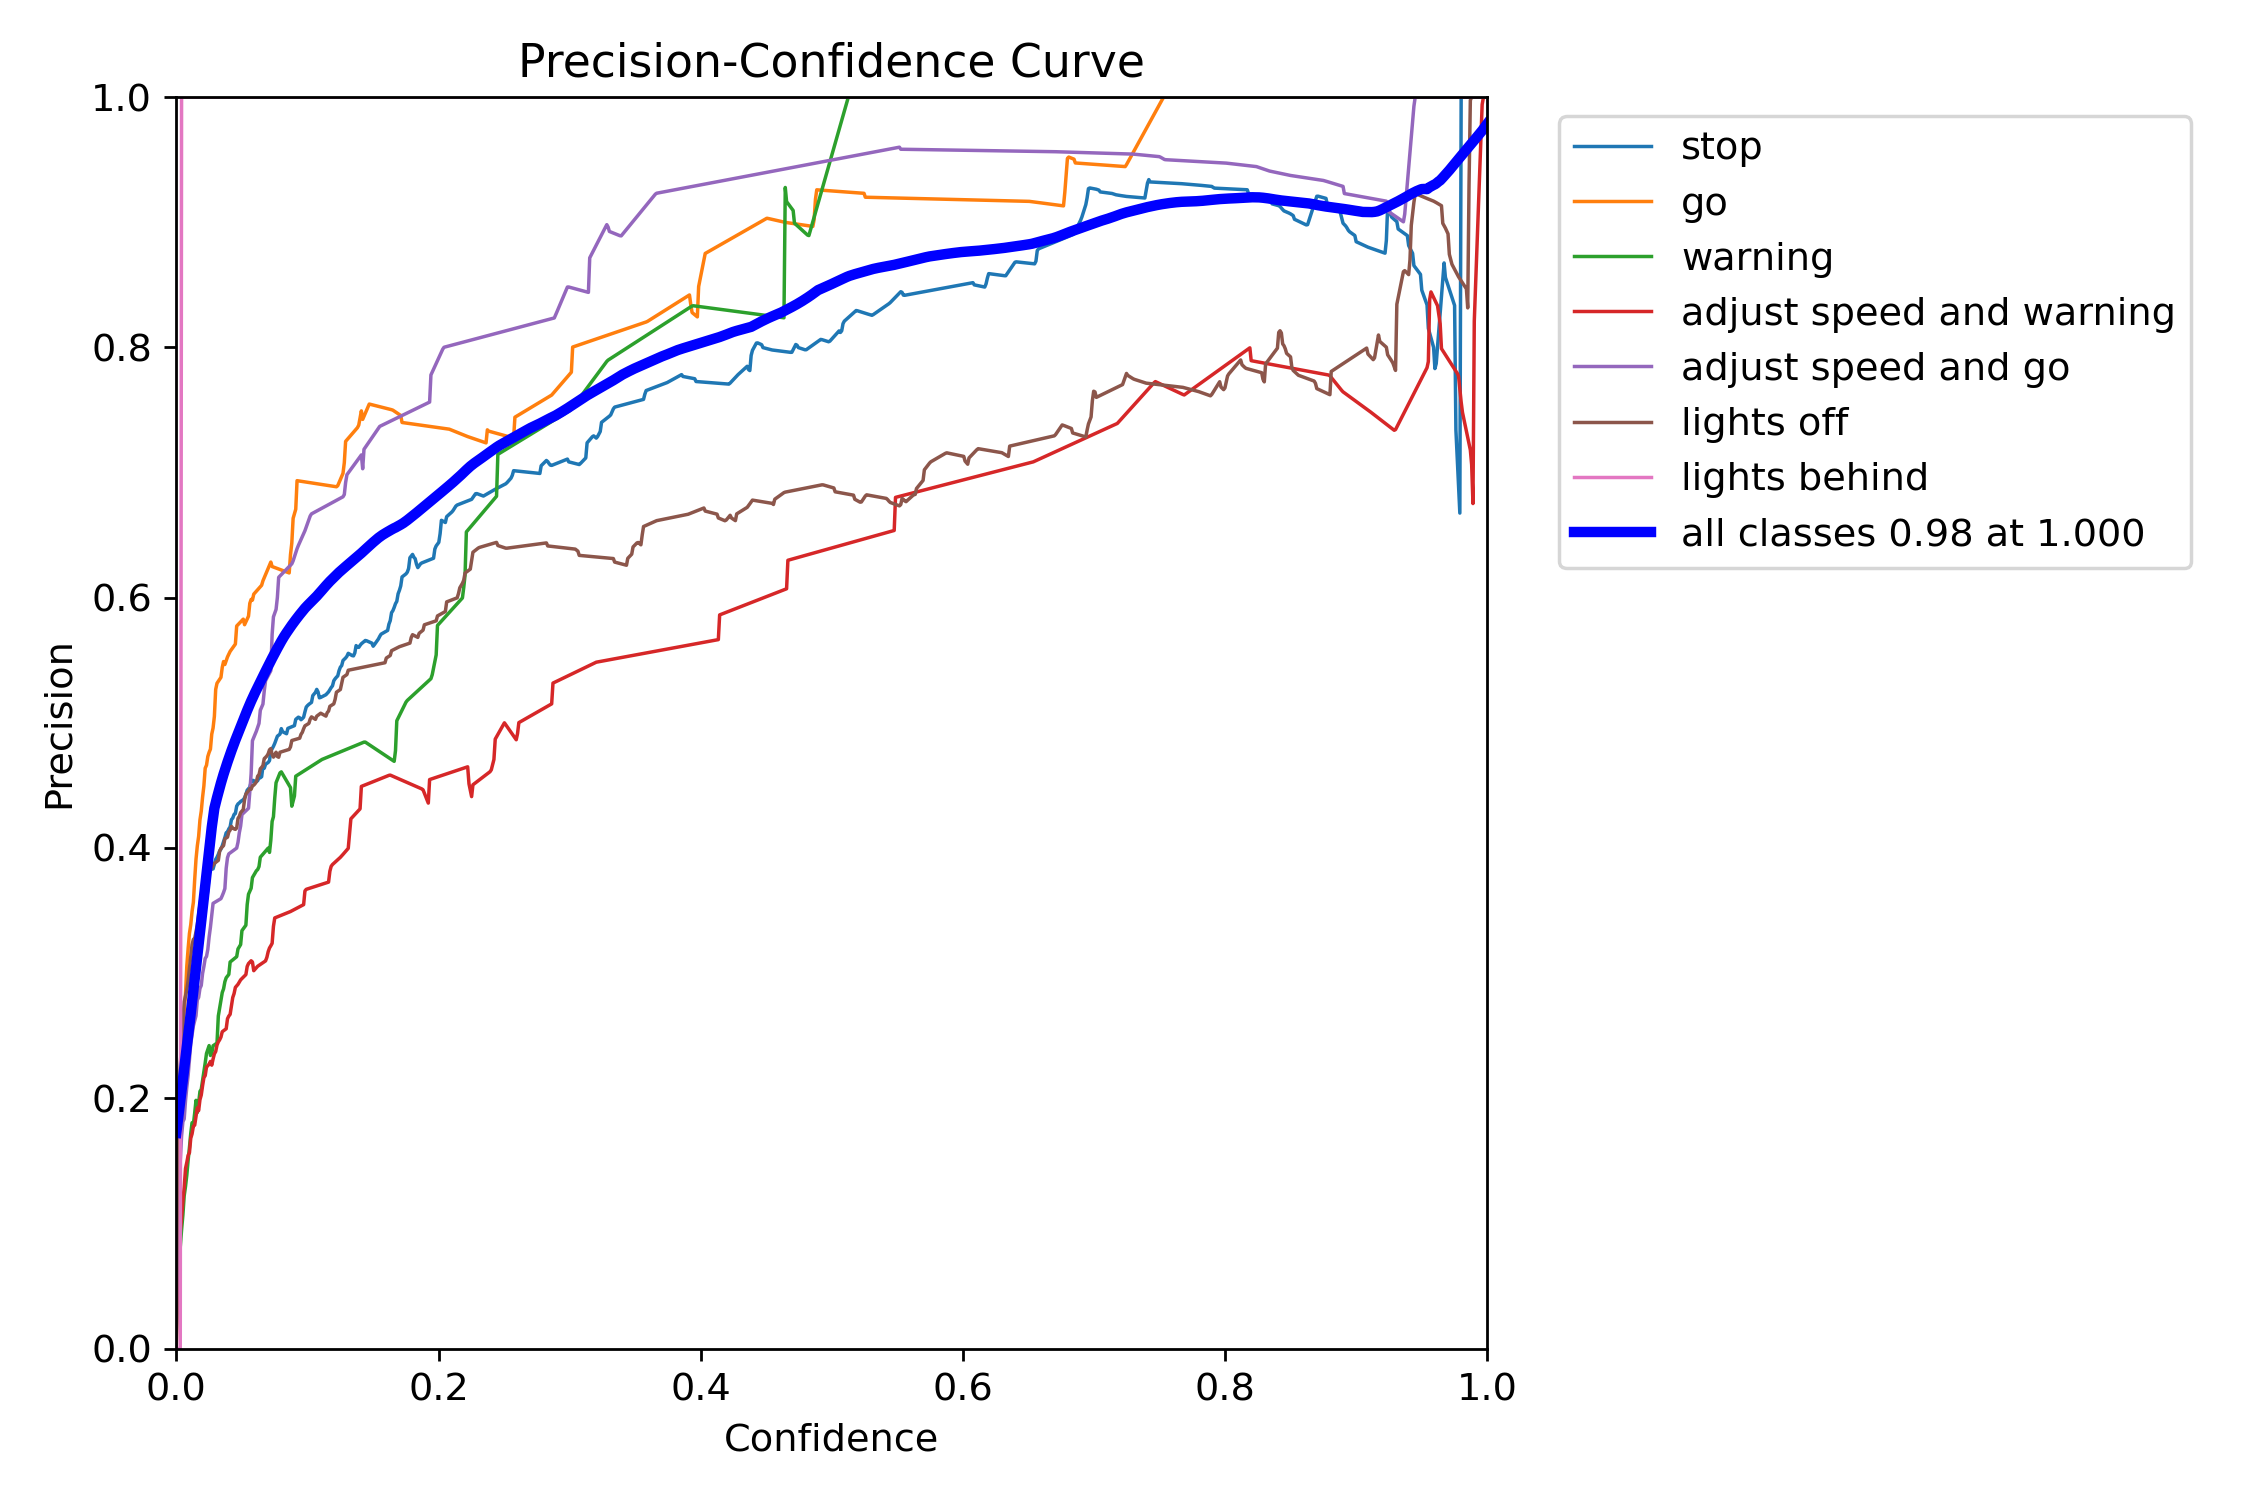 Precision-Confidence Curve
1.0
0.8
0.6
0.4
0.2
0.0
Precision
0.0 0.2 0.4 0.6 0.8 1.0
Confidence
stop
go
warning
adjust speed and warning
adjust speed and go
lights off
lights behind
all classes 0.98 at 1.000